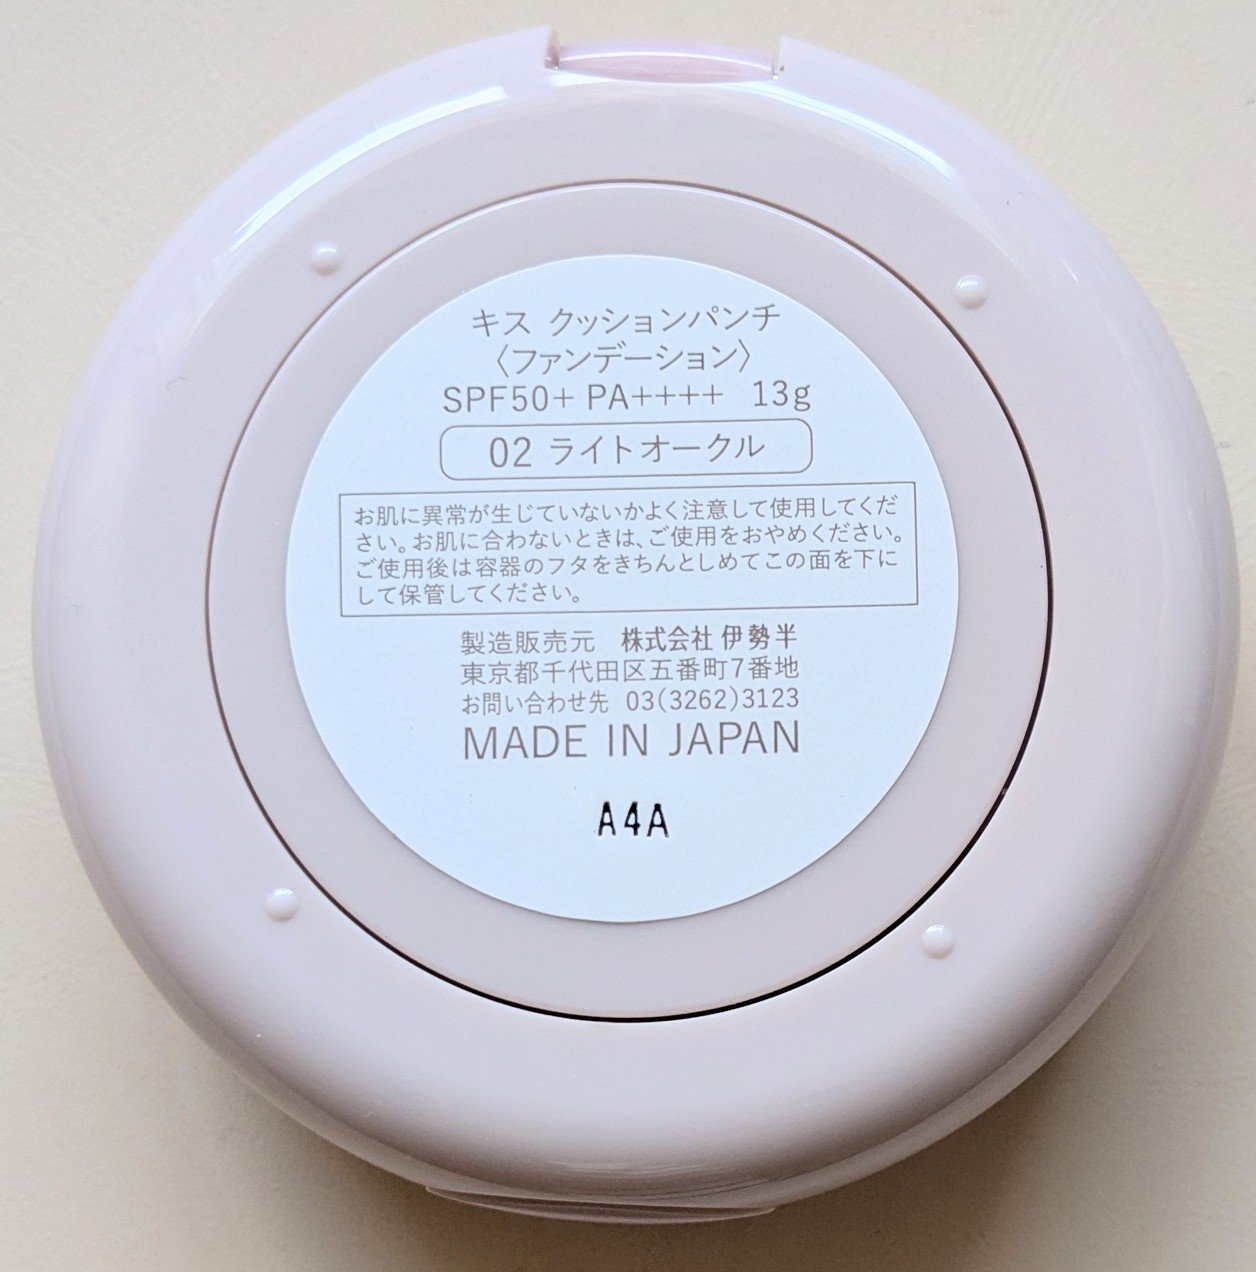 キス クッションパンチ
〈ファンデーション〉
SPF50+ PA++++ 13g
02 ライトオークル
お肌に異常が生じていないかよく注意して使用してくだ
さい。お肌に合わないときは、ご使用をおやめください。
ご使用後は容器のフタをきちんとしめてこの面を下に
して保管してください。
製造販売元 株式会社 伊勢半
東京都千代田区五番町7番地
お問い合わせ先 03(3262)3123
MADE IN JAPAN
A4A